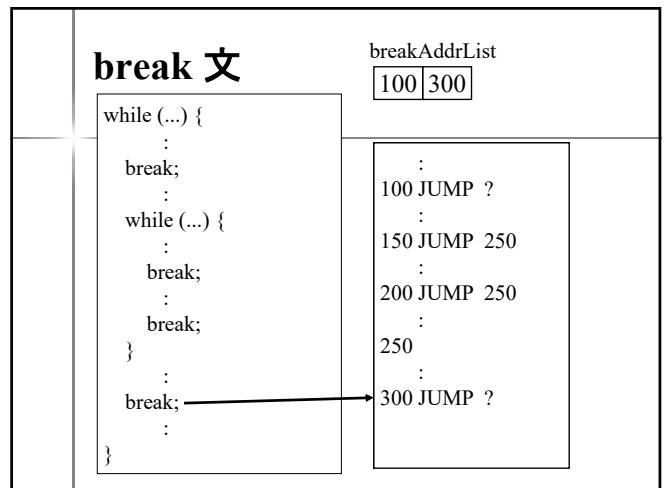 break 文
breakAddrList
100 300
while (...) {
:
break;
:
while (...) {
:
break;
:
break;
}
:
break;
:
}
:
100 JUMP ?
:
150 JUMP 250
:
200 JUMP 250
:
250
:
300 JUMP ?